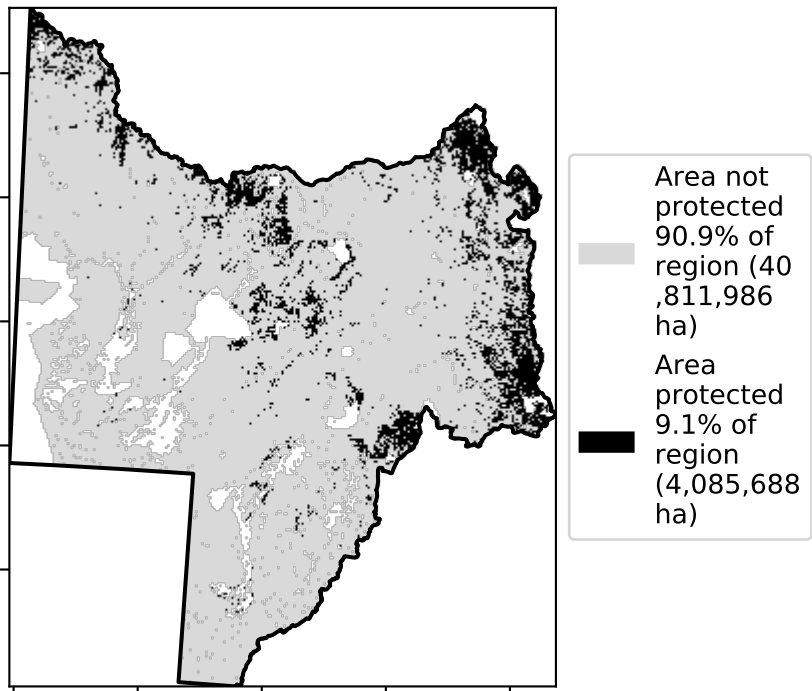 Area not
protected
90.9% of
region (40
,811,986
ha)
Area
protected
9.1% of
region
(4,085,688
ha)